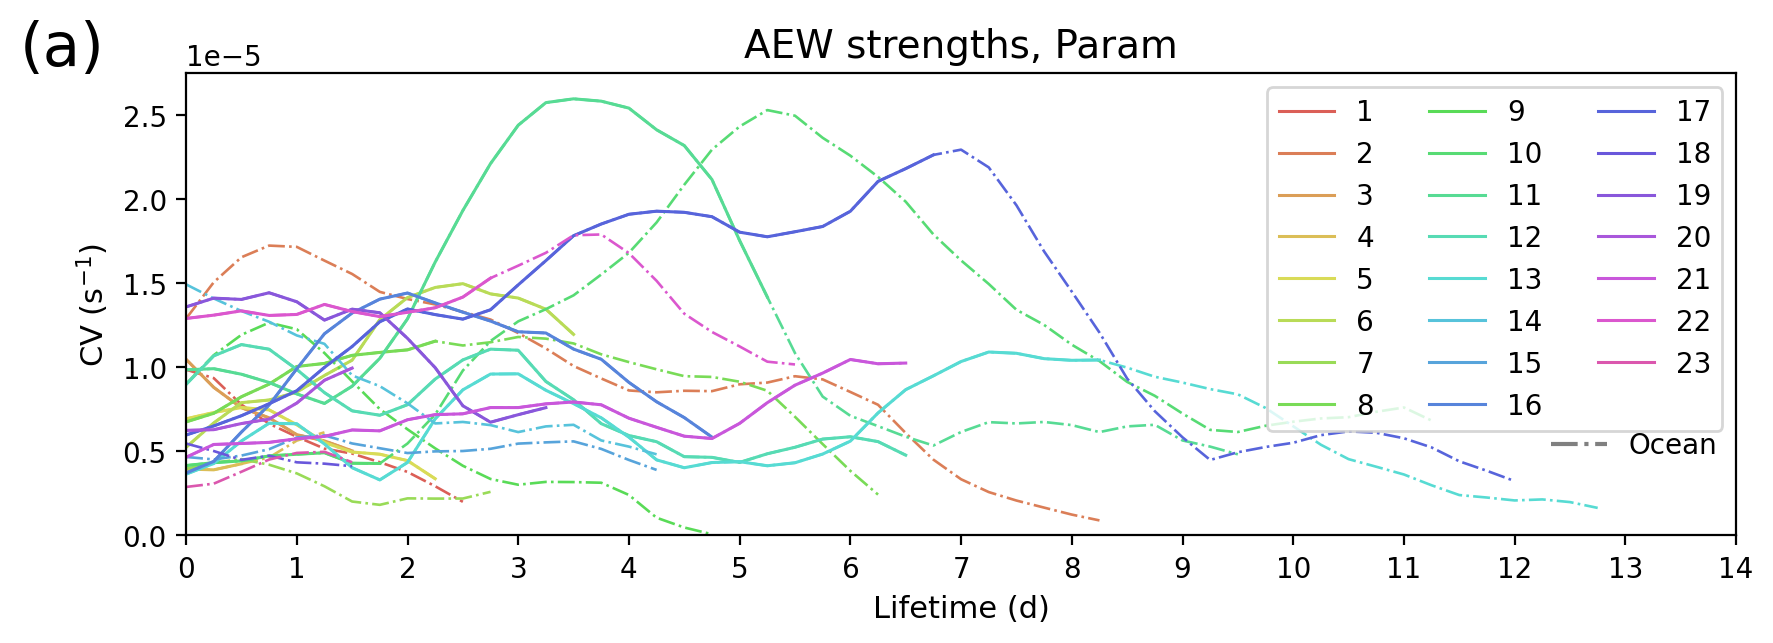 (a)
AEW strengths, Param
1e−5
CV (s⁻¹)
2.5
2.0
1.5
1.0
0.5
0.0
0 1 2 3 4 5 6 7 8 9 10 11 12 13 14
Lifetime (d)
1 9 17
2 10 18
3 11 19
4 12 20
5 13 21
6 14 22
7 15 23
8 16
Ocean